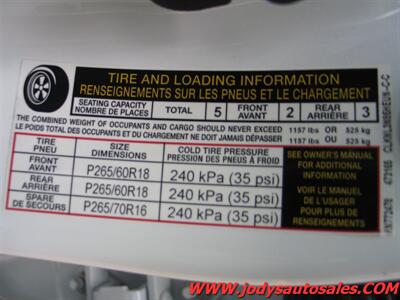 TIRE AND LOADING INFORMATION
RENSEIGNEMENTS SUR LES PNEUS ET LE CHARGEMENT
SEATING CAPACITY
NOMBRE DE PLACES
TOTAL 5
FRONT
AVANT 2
REAR
ARRIÈRE 3
THE COMBINED WEIGHT OF OCCUPANTS AND CARGO SHOULD NEVER EXCEED 1157 lbs OR 525 kg
LE POIDS TOTAL DES OCCUPANTS ET DU CHARGEMENT NE DOIT JAMAIS DÉPASSER 1157 lbs OU 525 kg
TIRE
PNEU
SIZE
DIMENSIONS
COLD TIRE PRESSURE
PRESSION DES PNEUS À FROID
FRONT
AVANT P265/60R18 240 kPa (35 psi)
REAR
ARRIÈRE P265/60R18 240 kPa (35 psi)
SPARE
DE SECOURS P265/70R16 240 kPa (35 psi)
SEE OWNER'S MANUAL
FOR ADDITIONAL
INFORMATION
VOIR LE MANUEL
DE L'USAGER
POUR PLUS DE
RENSEIGNEMENTS
www.jodysautosales.com